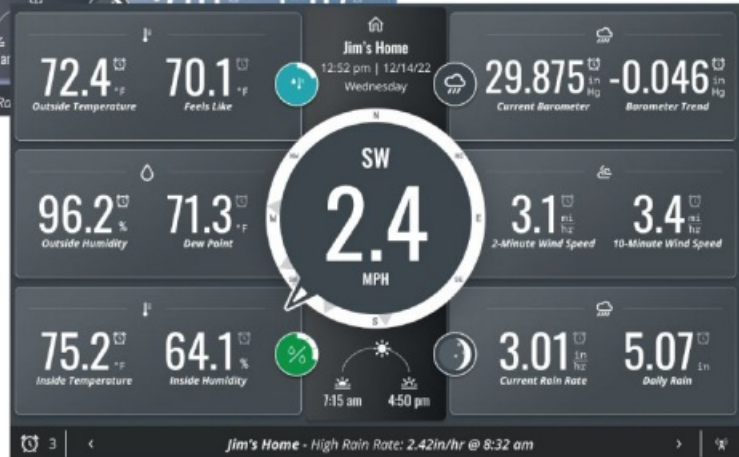 Jim's Home
12:52 pm | 12/14/22
Wednesday
72.4 °F
Outside Temperature
70.1 °F
Feels Like
29.875 in Hg
Current Barometer
-0.046 in Hg
Barometer Trend
96.2 %
Outside Humidity
71.3 °F
Dew Point
N
E
S
W
SW
2.4
MPH
3.1 mi hr
2-Minute Wind Speed
3.4 mi hr
10-Minute Wind Speed
75.2 °F
Inside Temperature
64.1 %
Inside Humidity
%
7:15 am
4:50 pm
3.01 in hr
Current Rain Rate
5.07 in
Daily Rain
3
Jim's Home - High Rain Rate: 2.42in/hr @ 8:32 am